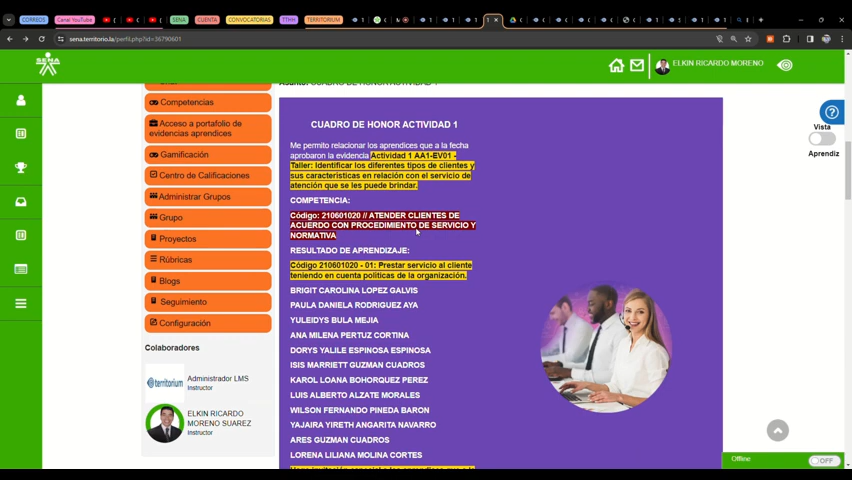 CORREOS
Canal YouTube
SENA
CUENTA
CONVOCATORIAS
TTHH
TERRITORIUM
sena.territorio.la/perfil.php?id=36790601
ELKIN RICARDO MORENO
Competencias
Acceso a portafolio de
evidencias aprendices
Gamificación
Centro de Calificaciones
Administrar Grupos
Grupo
Proyectos
Rúbricas
Blogs
Seguimiento
Configuración
Colaboradores
territorium
Administrador LMS
Instructor
ELKIN RICARDO
MORENO SUAREZ
Instructor
CUADRO DE HONOR ACTIVIDAD 1
Me permito relacionar los aprendices que a la fecha
aprobaron la evidencia Actividad 1 AA1-EV01 -
Taller: Identificar los diferentes tipos de clientes y
sus características en relación con el servicio de
atención que se les puede brindar.
COMPETENCIA:
Código: 210601020 // ATENDER CLIENTES DE
ACUERDO CON PROCEDIMIENTO DE SERVICIO Y
NORMATIVA
RESULTADO DE APRENDIZAJE:
Código 210601020 - 01: Prestar servicio al cliente
teniendo en cuenta políticas de la organización.
BRIGIT CAROLINA LOPEZ GALVIS
PAULA DANIELA RODRIGUEZ AYA
YULEIDYS BULA MEJIA
ANA MILENA PERTUZ CORTINA
DORYS YALILE ESPINOSA ESPINOSA
ISIS MARRIETT GUZMAN CUADROS
KAROL LOANA BOHORQUEZ PEREZ
LUIS ALBERTO ALZATE MORALES
WILSON FERNANDO PINEDA BARON
YAJAIRA YIRETH ANGARITA NAVARRO
ARES GUZMAN CUADROS
LORENA LILIANA MOLINA CORTES
Vista
Aprendiz
Offline
OFF